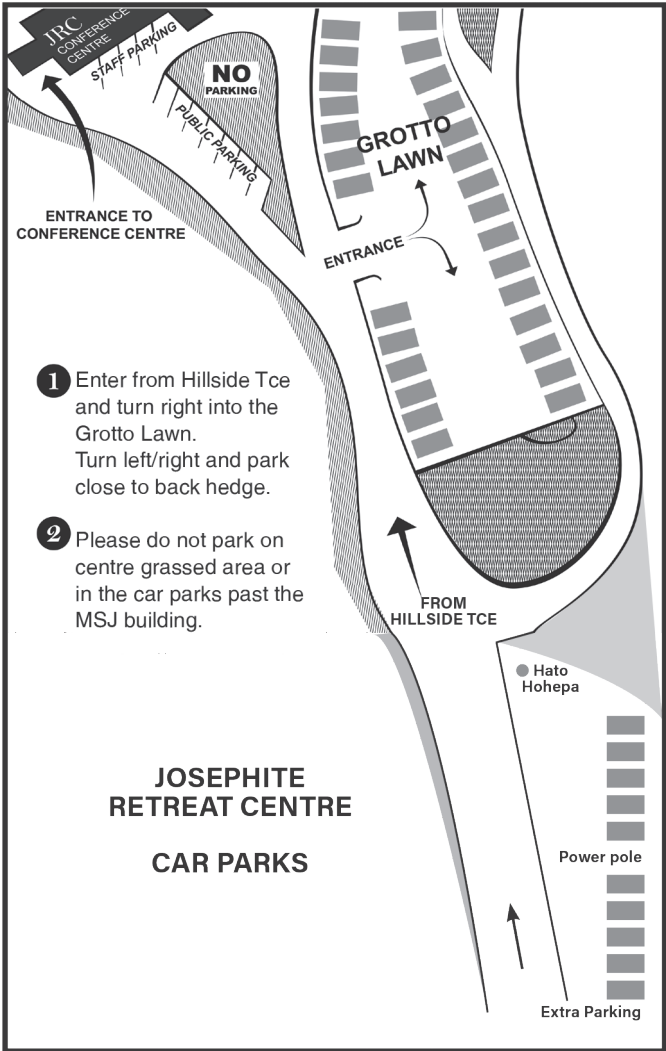 JRC
CONFERENCE
CENTRE
STAFF PARKING
NO
PARKING
PUBLIC PARKING
GROTTO
LAWN
ENTRANCE TO
CONFERENCE CENTRE
ENTRANCE
1 Enter from Hillside Tce
and turn right into the
Grotto Lawn.
Turn left/right and park
close to back hedge.
2 Please do not park on
centre grassed area or
in the car parks past the
MSJ building.
FROM
HILLSIDE TCE
Hato
Hohepa
JOSEPHITE
RETREAT CENTRE
CAR PARKS
Power pole
Extra Parking